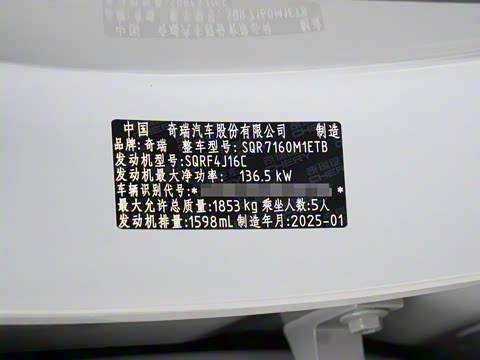 中国 奇瑞汽车股份有限公司 制造
品牌:奇瑞 整车型号:SQR7160M1ETB
发动机型号:SQRF4J16C
发动机最大净功率: 136.5 kW
车辆识别代号:* *
最大允许总质量:1853kg 乘坐人数:5人
发动机排量:1598mL 制造年月:2025-01